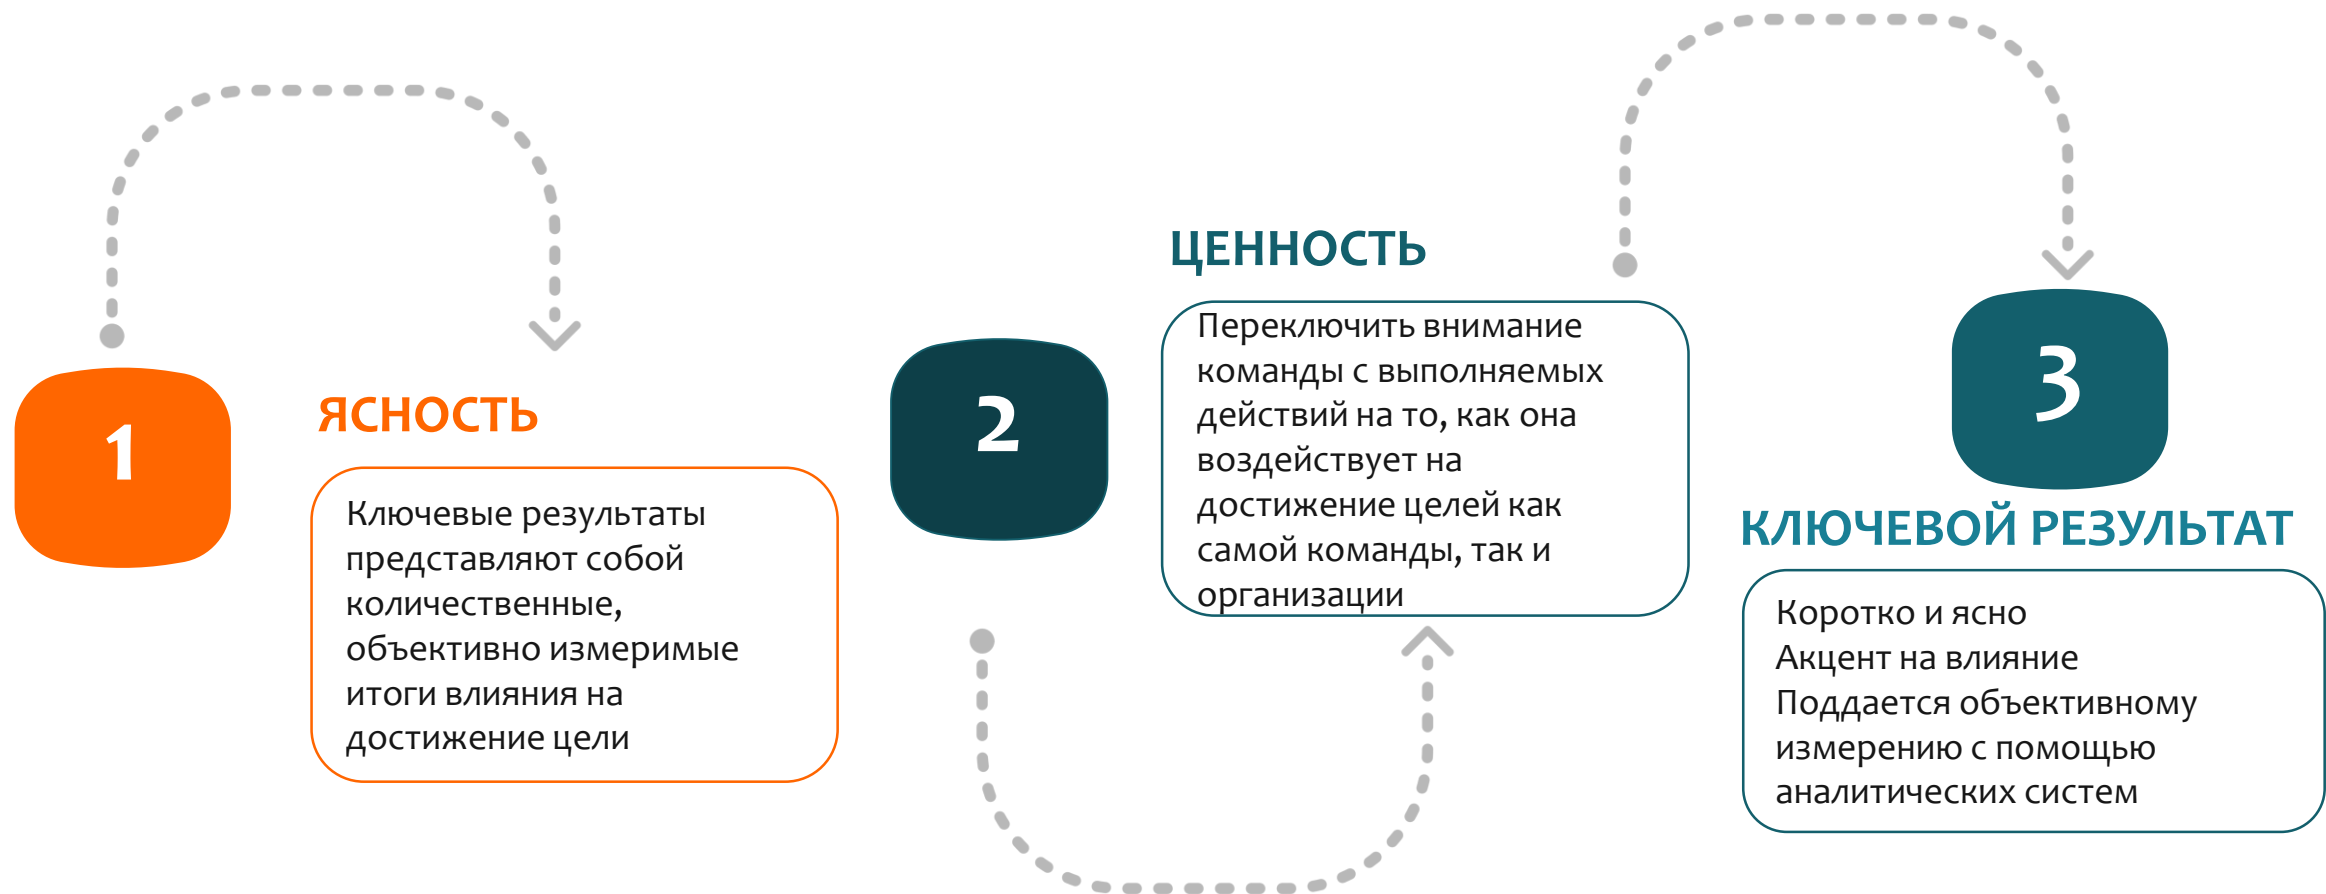 1
ЯСНОСТЬ
Ключевые результаты
представляют собой
количественные,
объективно измеримые
итоги влияния на
достижение цели
2
ЦЕННОСТЬ
Переключить внимание
команды с выполняемых
действий на то, как она
воздействует на
достижение целей как
самой команды, так и
организации
3
КЛЮЧЕВОЙ РЕЗУЛЬТАТ
Коротко и ясно
Акцент на влияние
Поддается объективному
измерению с помощью
аналитических систем